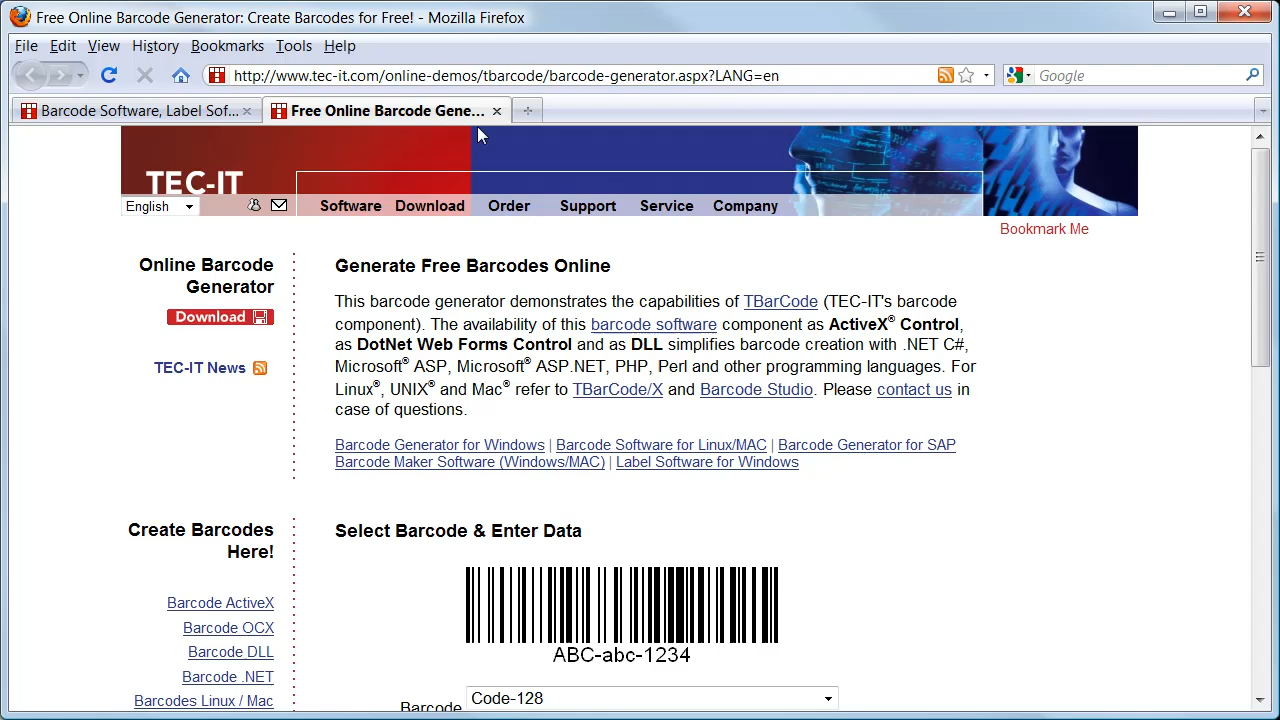 Free Online Barcode Generator: Create Barcodes for Free! - Mozilla Firefox
File Edit View History Bookmarks Tools Help
http://www.tec-it.com/online-demos/tbarcode/barcode-generator.aspx?LANG=en
Google
Barcode Software, Label Sof...
Free Online Barcode Gene...
TEC-IT
English
Software Download Order Support Service Company
Bookmark Me
Online Barcode
Generator
Download
TEC-IT News
Generate Free Barcodes Online
This barcode generator demonstrates the capabilities of TBarCode (TEC-IT's barcode
component). The availability of this barcode software component as ActiveX® Control,
as DotNet Web Forms Control and as DLL simplifies barcode creation with .NET C#,
Microsoft® ASP, Microsoft® ASP.NET, PHP, Perl and other programming languages. For
Linux®, UNIX® and Mac® refer to TBarCode/X and Barcode Studio. Please contact us in
case of questions.
Barcode Generator for Windows | Barcode Software for Linux/MAC | Barcode Generator for SAP
Barcode Maker Software (Windows/MAC) | Label Software for Windows
Create Barcodes
Here!
Barcode ActiveX
Barcode OCX
Barcode DLL
Barcode .NET
Barcodes Linux / Mac
Select Barcode & Enter Data
ABC-abc-1234
Barcode Code-128